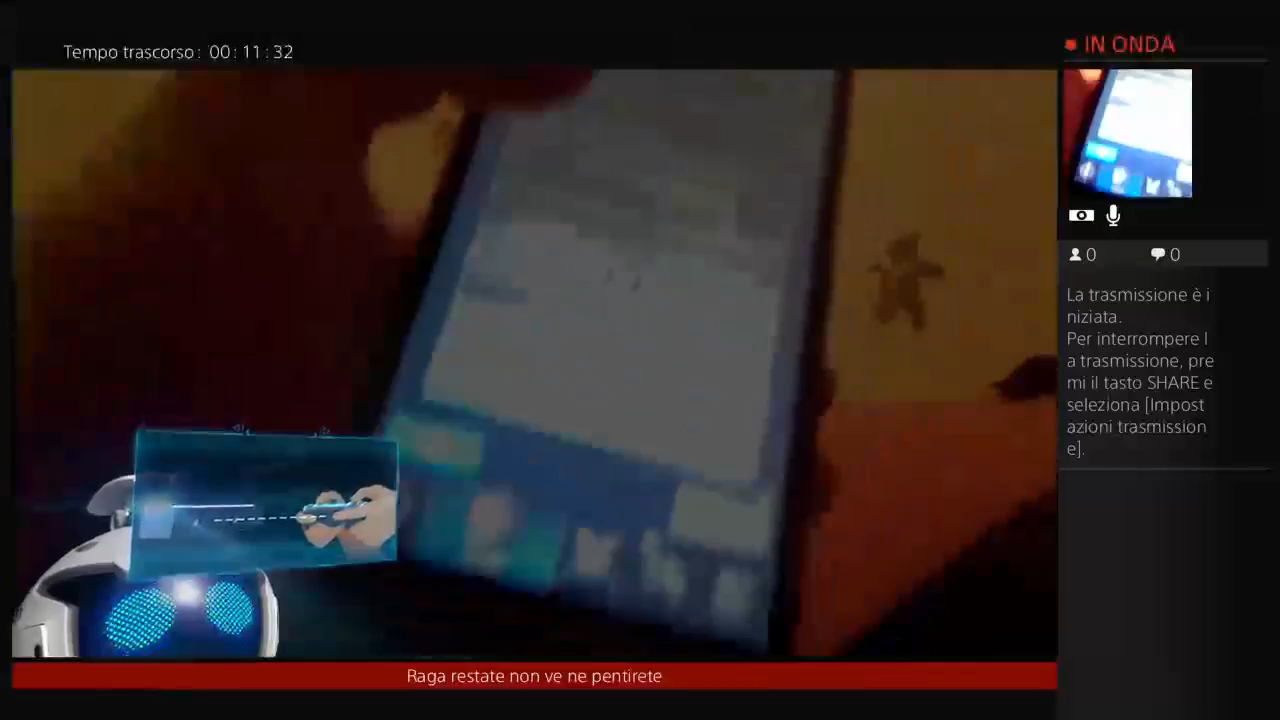 Tempo trascorso: 00:11:32
IN ONDA
0 0
La trasmissione è i
niziata.
Per interrompere l
a trasmissione, pre
mi il tasto SHARE e
seleziona [Impost
azioni trasmission
e].
Raga restate non ve ne pentirete